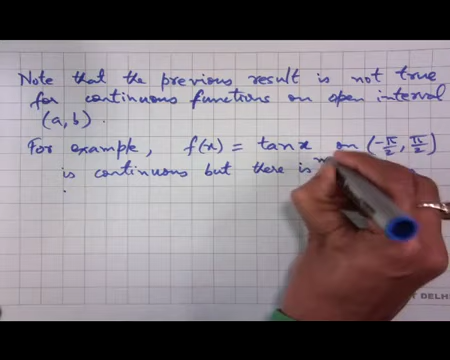 Note that the previous result is not true
for continuous functions on open interval
(a, b).
For example, f(x) = tan x on (-π/2, π/2)
is continuous but there is
T DELHI